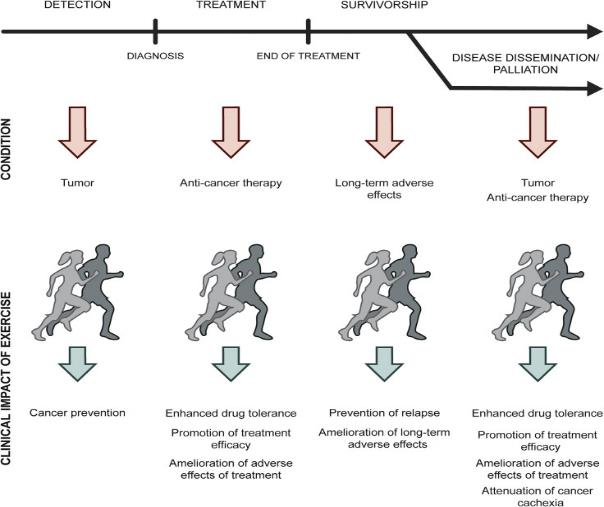 DETECTION
TREATMENT
SURVIVORSHIP
DIAGNOSIS
END OF TREATMENT
DISEASE DISSEMINATION/
PALLIATION
CONDITION
Tumor
Anti-cancer therapy
Long-term adverse
effects
Tumor
Anti-cancer therapy
CLINICAL IMPACT OF EXERCISE
Cancer prevention
Enhanced drug tolerance
Promotion of treatment
efficacy
Amelioration of adverse
effects of treatment
Prevention of relapse
Amelioration of long-term
adverse effects
Enhanced drug tolerance
Promotion of treatment
efficacy
Amelioration of adverse
effects of treatment
Attenuation of cancer
cachexia